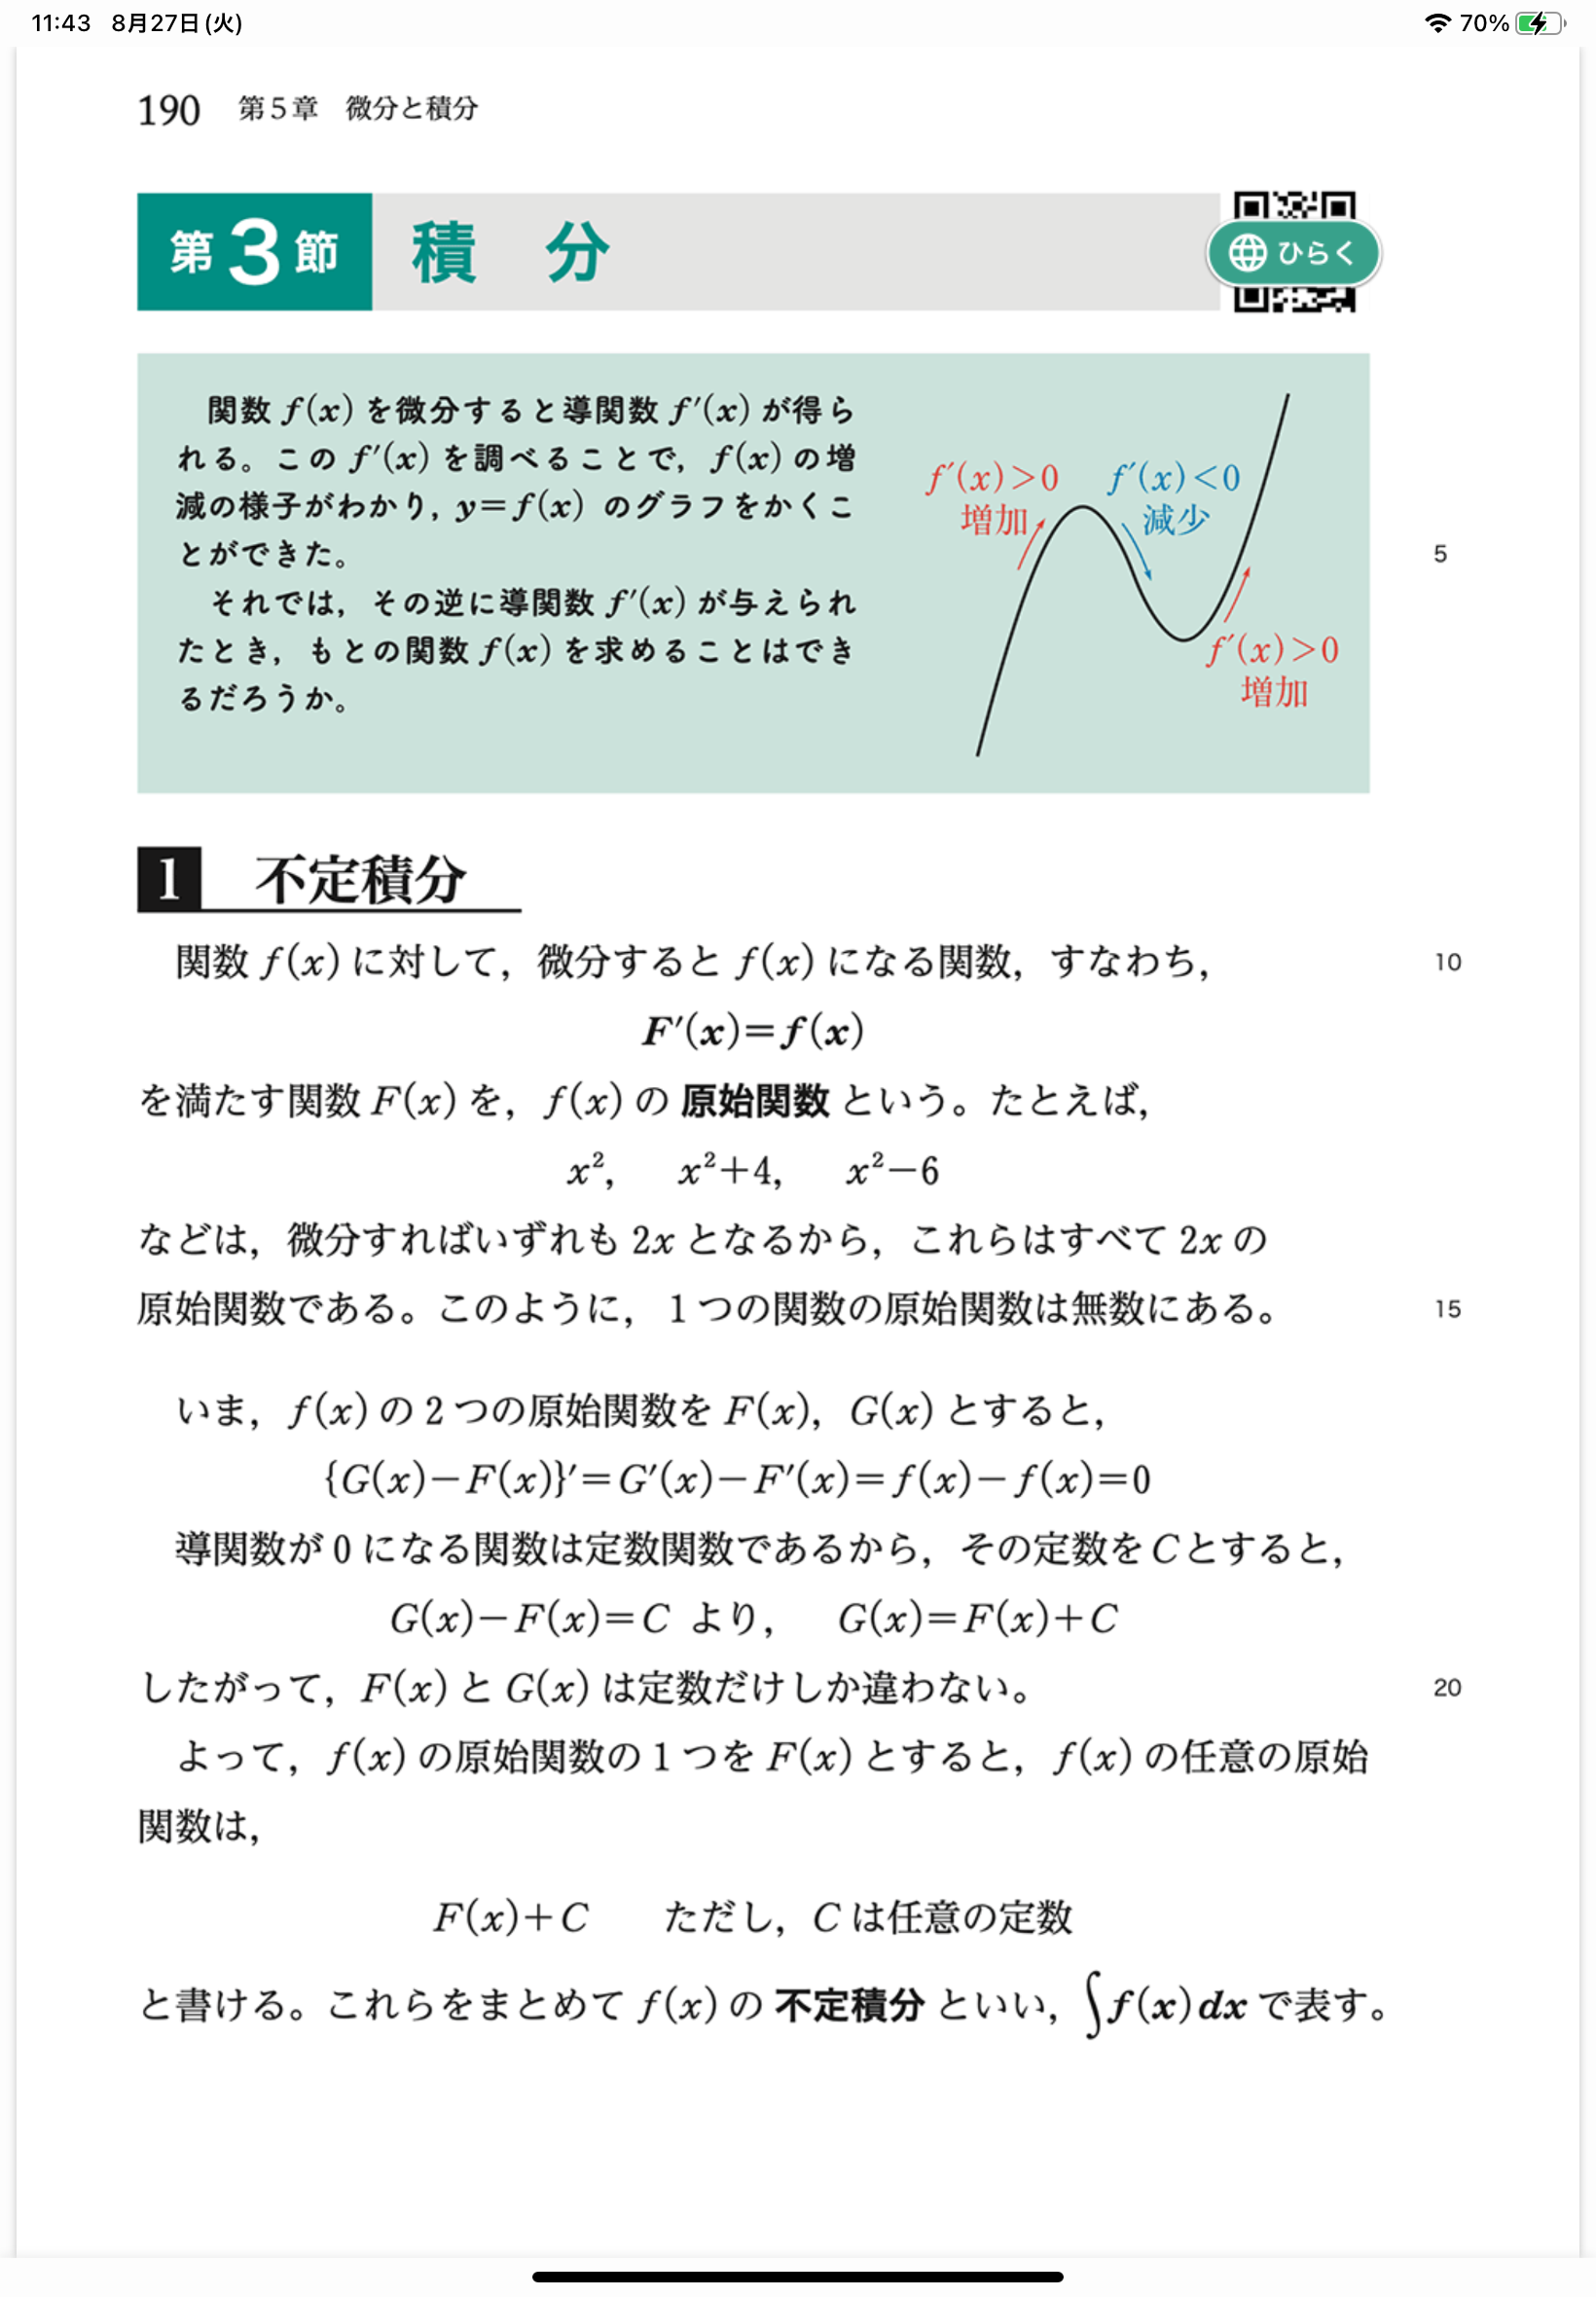 11:43 8月27日(火) 70%
190 第5章 微分と積分
第3節 積 分
ひらく
関数 f(x) を微分すると導関数 f′(x) が得ら
れる。この f′(x) を調べることで，f(x) の増
減の様子がわかり，y=f(x) のグラフをかくこ
とができた。
それでは，その逆に導関数 f′(x) が与えられ
たとき，もとの関数 f(x) を求めることはでき
るだろうか。
f′(x)>0
増加
f′(x)<0
減少
f′(x)>0
増加
5
1 不定積分
関数 f(x) に対して，微分すると f(x) になる関数，すなわち， 10
F′(x)=f(x)
を満たす関数 F(x) を，f(x) の 原始関数 という。たとえば，
x², x²+4, x²−6
などは，微分すればいずれも 2x となるから，これらはすべて 2x の
原始関数である。このように，1つの関数の原始関数は無数にある。 15
いま，f(x) の2つの原始関数を F(x)，G(x) とすると，
{G(x)−F(x)}′=G′(x)−F′(x)=f(x)−f(x)=0
導関数が0になる関数は定数関数であるから，その定数をCとすると，
G(x)−F(x)=C より， G(x)=F(x)+C
したがって，F(x) と G(x) は定数だけしか違わない。 20
よって，f(x) の原始関数の1つを F(x) とすると，f(x) の任意の原始
関数は，
F(x)+C ただし，C は任意の定数
と書ける。これらをまとめて f(x) の 不定積分 といい，∫f(x)dx で表す。